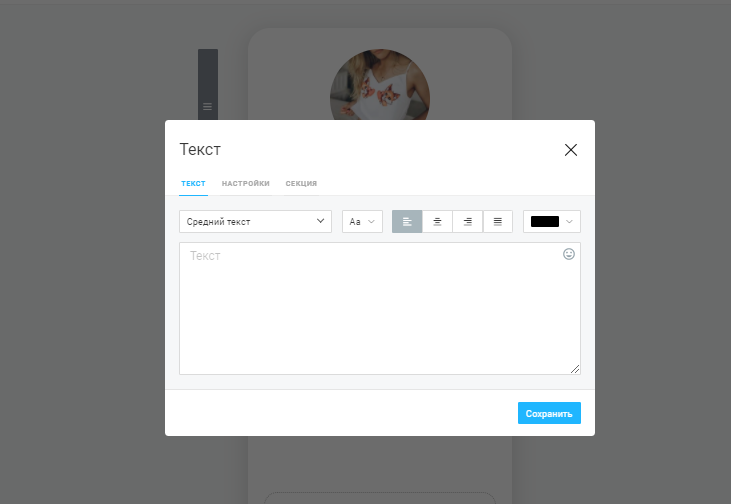 Текст
ТЕКСТ НАСТРОЙКИ СЕКЦИЯ
Средний текст Aa
Текст
Сохранить